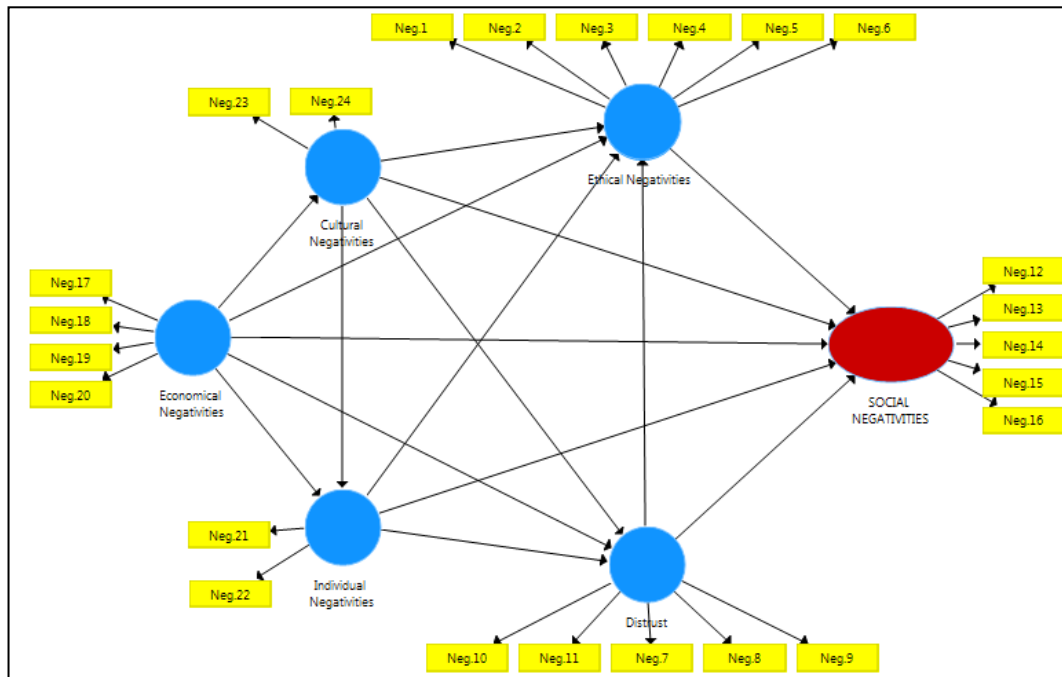 Neg.1
Neg.2
Neg.3
Neg.4
Neg.5
Neg.6
Neg.23
Neg.24
Ethical Negativities
Cultural
Negativities
Neg.17
Neg.18
Neg.19
Neg.20
Economical
Negativities
Neg.12
Neg.13
Neg.14
Neg.15
Neg.16
SOCIAL
NEGATIVITIES
Neg.21
Neg.22
Individual
Negativities
Distrust
Neg.10
Neg.11
Neg.7
Neg.8
Neg.9